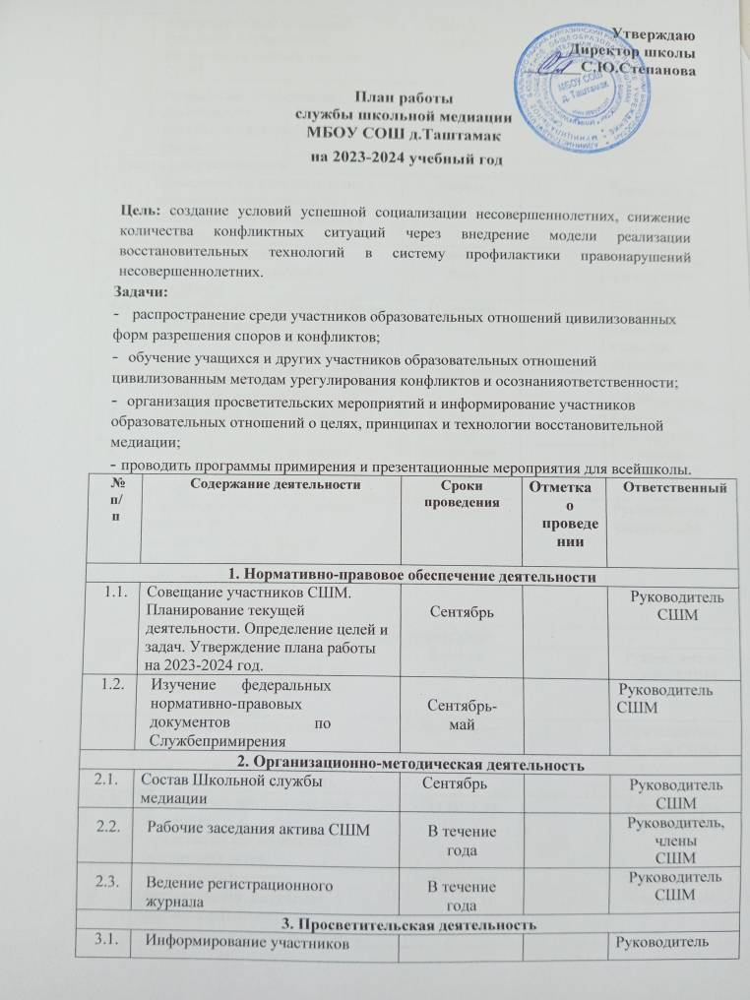 Утверждаю
Директор школы
С.Ю.Степанова
МБОУ СОШ
д. Таштамак
План работы
службы школьной медиации
МБОУ СОШ д.Таштамак
на 2023-2024 учебный год
Цель: создание условий успешной социализации несовершеннолетних, снижение
количества конфликтных ситуаций через внедрение модели реализации
восстановительных технологий в систему профилактики правонарушений
несовершеннолетних.
Задачи:
- распространение среди участников образовательных отношений цивилизованных
форм разрешения споров и конфликтов;
- обучение учащихся и других участников образовательных отношений
цивилизованным методам урегулирования конфликтов и осознанияответственности;
- организация просветительских мероприятий и информирование участников
образовательных отношений о целях, принципах и технологии восстановительной
медиации;
- проводить программы примирения и презентационные мероприятия для всейшколы.
№ п/п Содержание деятельности Сроки проведения Отметка о проведении Ответственный
1. Нормативно-правовое обеспечение деятельности
1.1. Совещание участников СШМ.
Планирование текущей
деятельности. Определение целей и
задач. Утверждение плана работы
на 2023-2024 год.
Сентябрь
Руководитель
СШМ
1.2. Изучение федеральных
нормативно-правовых
документов по
Службепримирения
Сентябрь-
май
Руководитель
СШМ
2. Организационно-методическая деятельность
2.1. Состав Школьной службы
медиации
Сентябрь
Руководитель
СШМ
2.2. Рабочие заседания актива СШМ
В течение
года
Руководитель,
члены
СШМ
2.3. Ведение регистрационного
журнала
В течение
года
Руководитель
СШМ
3. Просветительская деятельность
3.1. Информирование участников
Руководитель